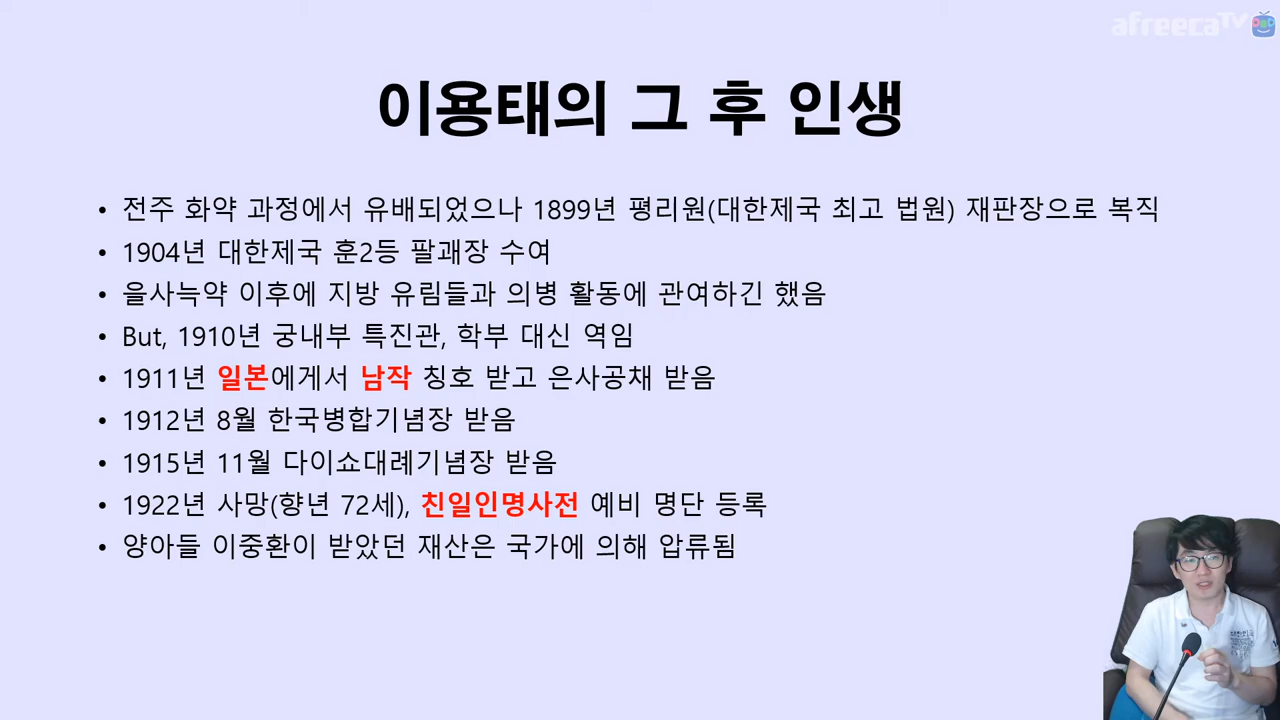 afreecaTV
이용태의 그 후 인생
• 전주 화약 과정에서 유배되었으나 1899년 평리원(대한제국 최고 법원) 재판장으로 복직
• 1904년 대한제국 훈2등 팔괘장 수여
• 을사늑약 이후에 지방 유림들과 의병 활동에 관여하긴 했음
• But, 1910년 궁내부 특진관, 학부 대신 역임
• 1911년 일본에게서 남작 칭호 받고 은사공채 받음
• 1912년 8월 한국병합기념장 받음
• 1915년 11월 다이쇼대례기념장 받음
• 1922년 사망(향년 72세), 친일인명사전 예비 명단 등록
• 양아들 이중환이 받았던 재산은 국가에 의해 압류됨